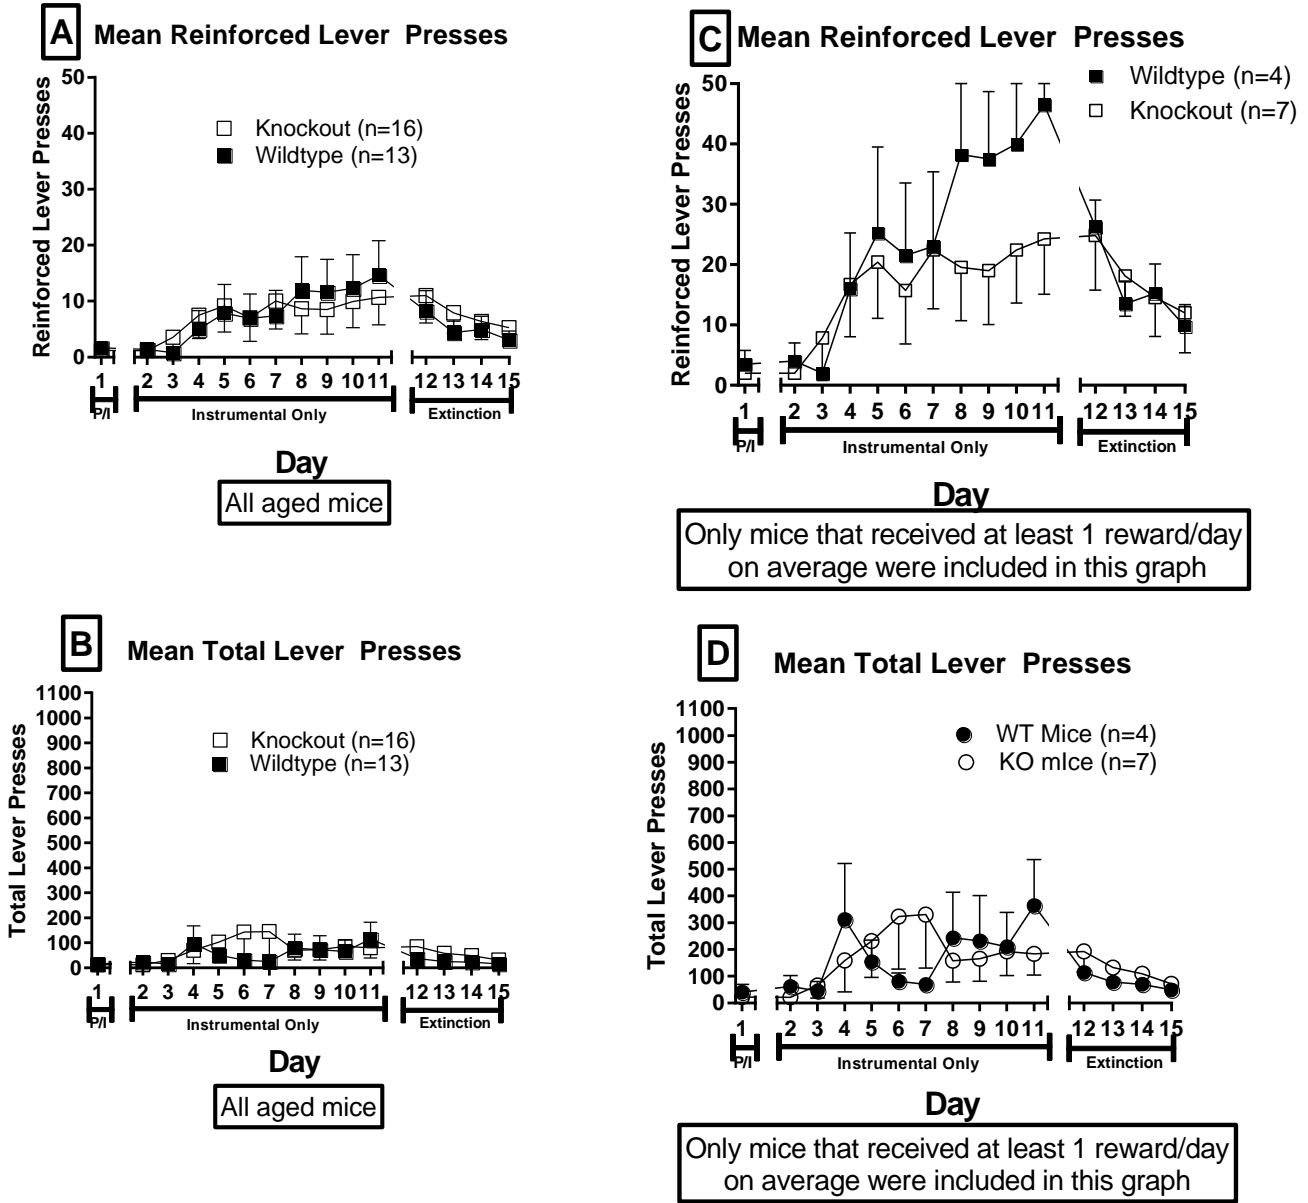 A Mean Reinforced Lever Presses
Reinforced Lever Presses
50
40
30
20
10
0
Knockout (n=16)
Wildtype (n=13)
1 2 3 4 5 6 7 8 9 10 11 12 13 14 15
P/I Instrumental Only Extinction
Day
All aged mice
C Mean Reinforced Lever Presses
Reinforced Lever Presses
50
40
30
20
10
0
Wildtype (n=4)
Knockout (n=7)
1 2 3 4 5 6 7 8 9 10 11 12 13 14 15
P/I Instrumental Only Extinction
Day
Only mice that received at least 1 reward/day
on average were included in this graph
B Mean Total Lever Presses
Total Lever Presses
1100
1000
900
800
700
600
500
400
300
200
100
0
Knockout (n=16)
Wildtype (n=13)
1 2 3 4 5 6 7 8 9 10 11 12 13 14 15
P/I Instrumental Only Extinction
Day
All aged mice
D Mean Total Lever Presses
Total Lever Presses
1100
1000
900
800
700
600
500
400
300
200
100
0
WT Mice (n=4)
KO mIce (n=7)
1 2 3 4 5 6 7 8 9 10 11 12 13 14 15
P/I Instrumental Only Extinction
Day
Only mice that received at least 1 reward/day
on average were included in this graph